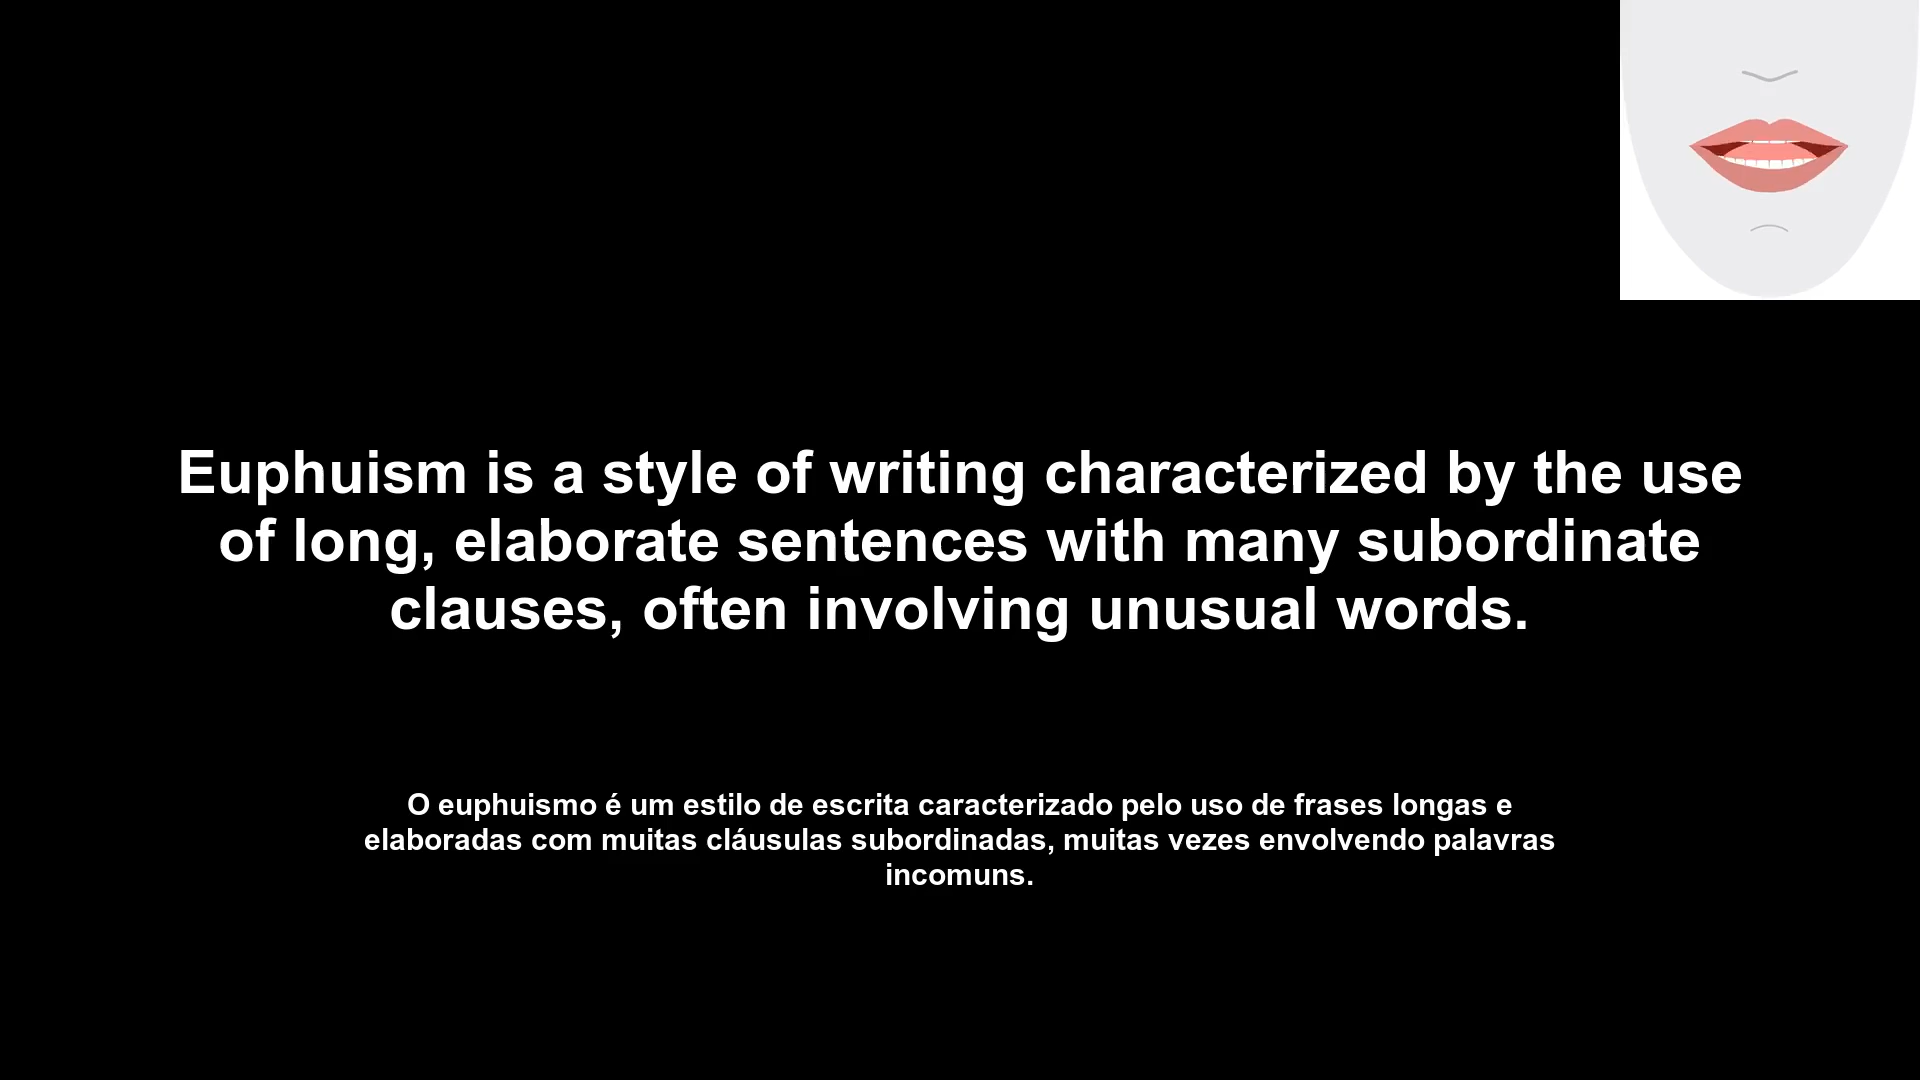 Euphuism is a style of writing characterized by the use
of long, elaborate sentences with many subordinate
clauses, often involving unusual words.
O euphuismo é um estilo de escrita caracterizado pelo uso de frases longas e
elaboradas com muitas cláusulas subordinadas, muitas vezes envolvendo palavras
incomuns.